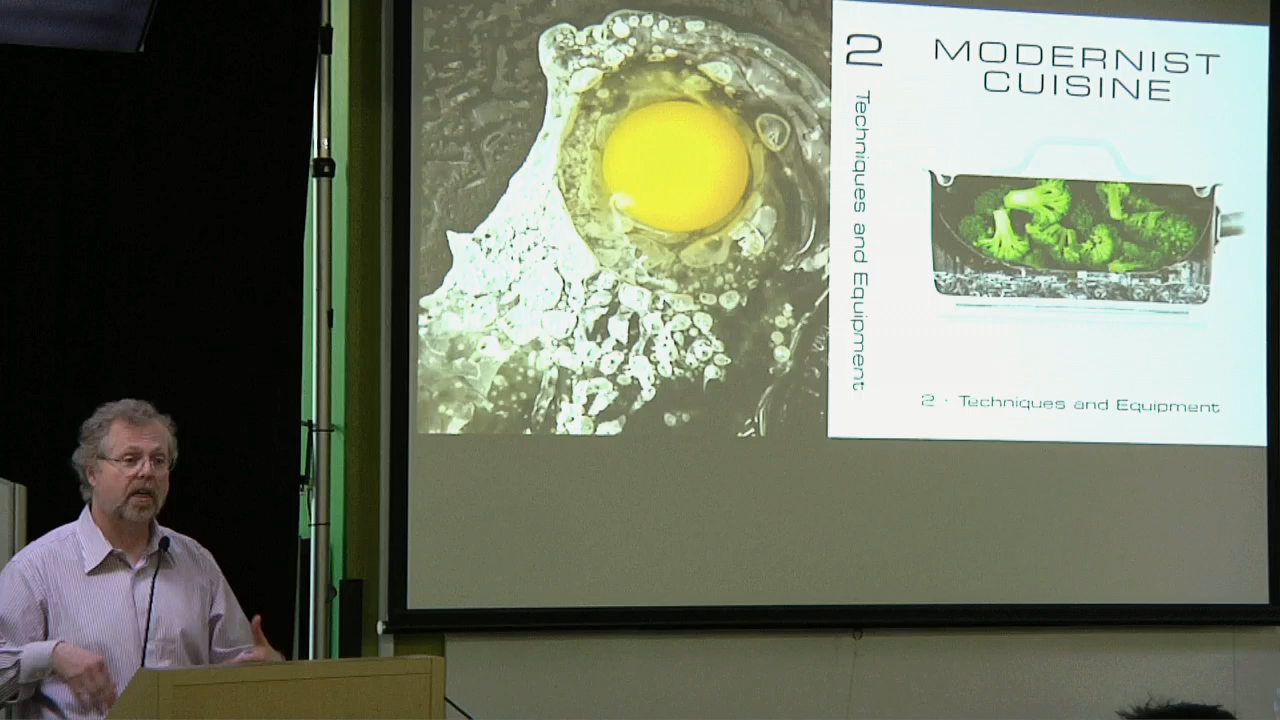 2
Techniques and Equipment
MODERNIST
CUISINE
2 · Techniques and Equipment